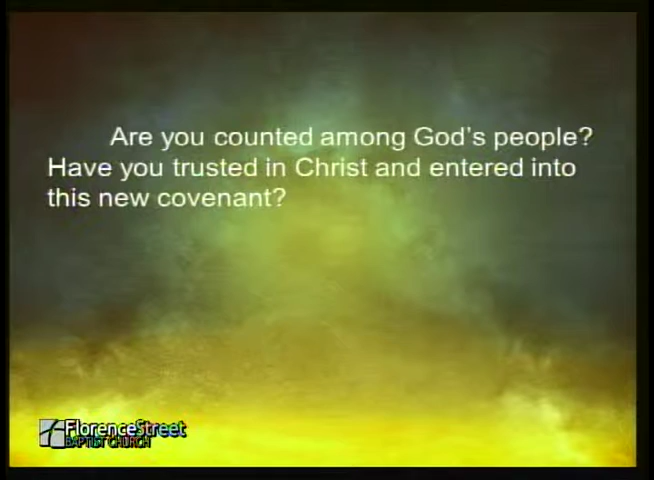 Are you counted among God's people?
Have you trusted in Christ and entered into
this new covenant?
FlorenceStreet
BAPTIST CHURCH